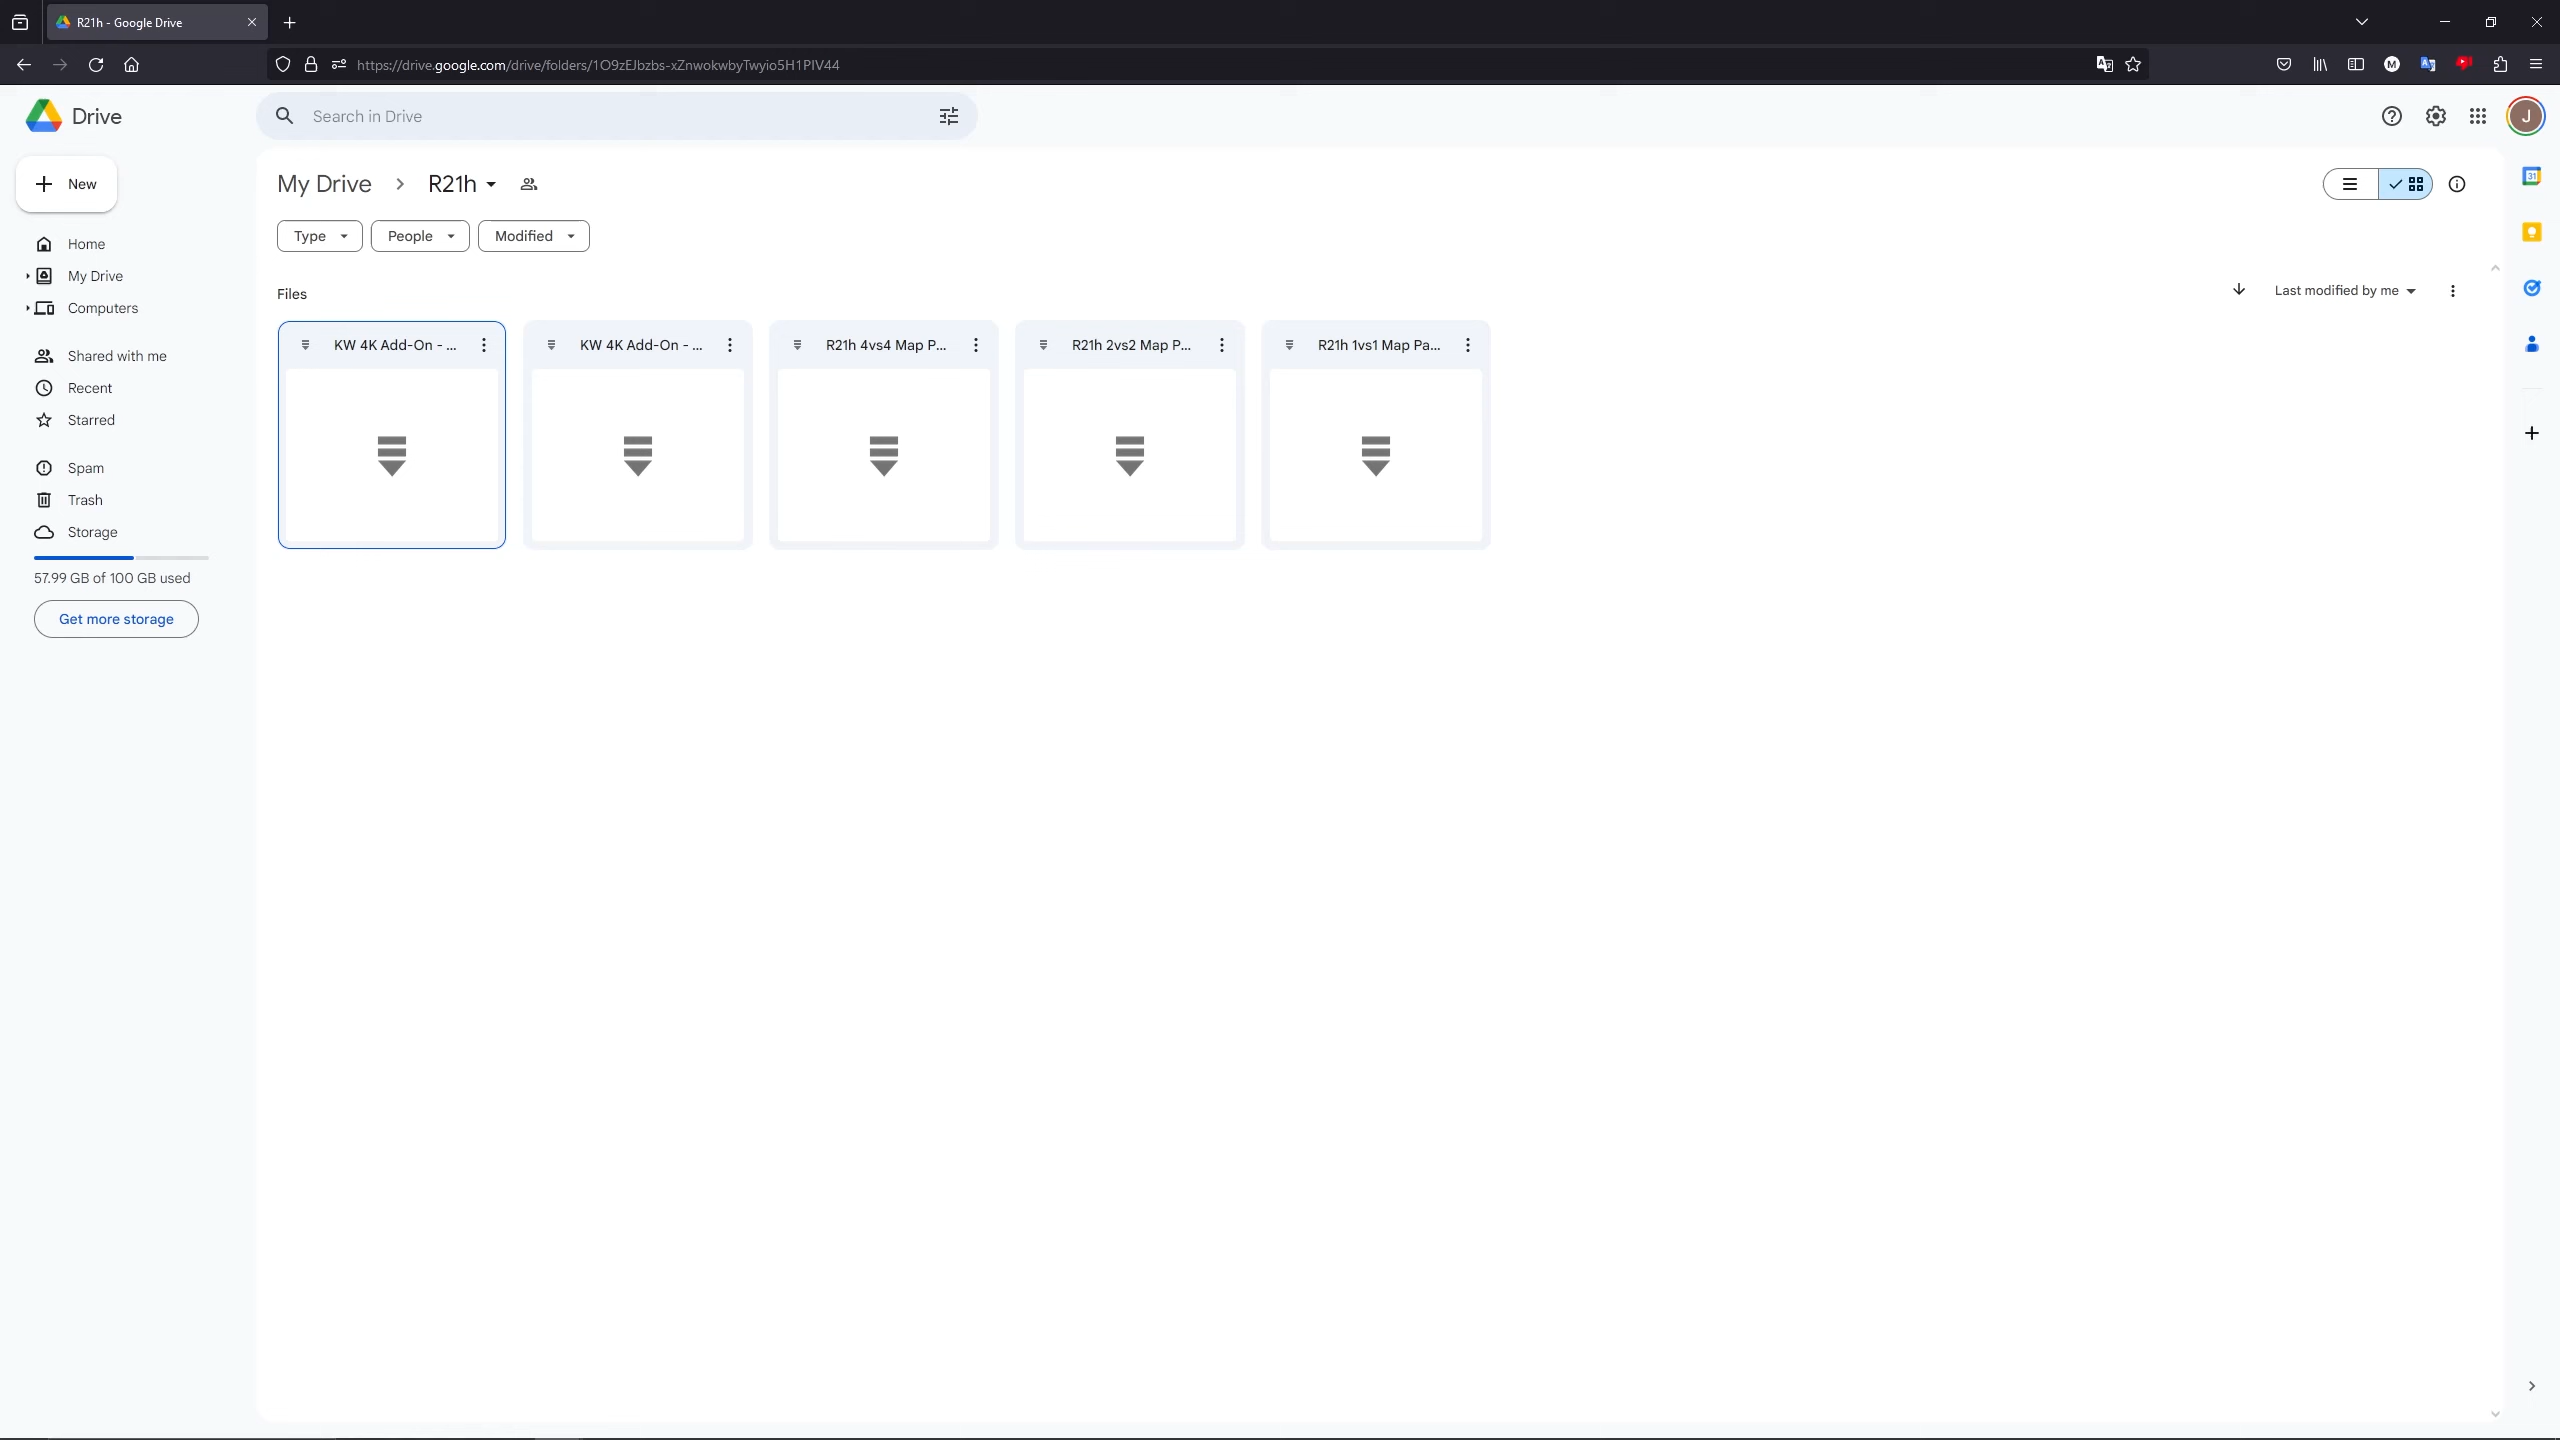 R21h - Google Drive
https://drive.google.com/drive/folders/1O9zEJbzbs-xZnwokwbyTwyio5H1PIV44
M
Drive
Search in Drive
J
New
My Drive
R21h
31
Type
People
Modified
Home
My Drive
Computers
Files
Last modified by me
Shared with me
Recent
Starred
KW 4K Add-On - ...
KW 4K Add-On - ...
R21h 4vs4 Map P...
R21h 2vs2 Map P...
R21h 1vs1 Map Pa...
Spam
Trash
Storage
57.99 GB of 100 GB used
Get more storage